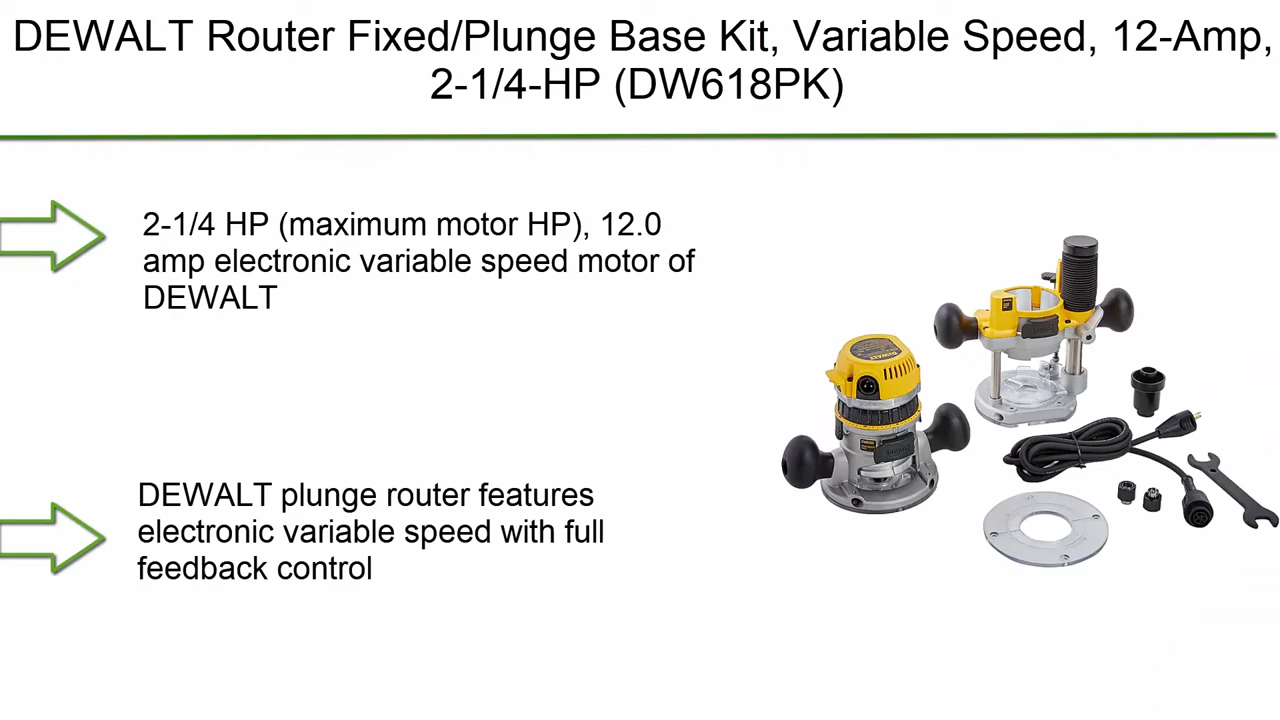 DEWALT Router Fixed/Plunge Base Kit, Variable Speed, 12-Amp,
2-1/4-HP (DW618PK)
2-1/4 HP (maximum motor HP), 12.0
amp electronic variable speed motor of
DEWALT
DEWALT plunge router features
electronic variable speed with full
feedback control
DEWALT